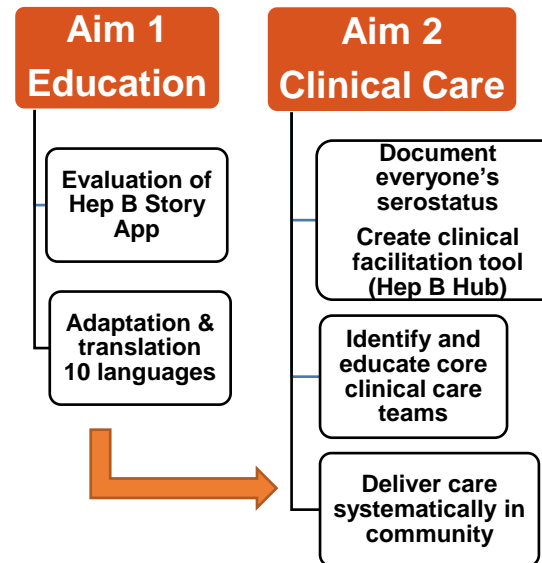 Aim 1
Education
Evaluation of
Hep B Story
App
Adaptation &
translation
10 languages
Aim 2
Clinical Care
Document
everyone’s
serostatus
Create clinical
facilitation tool
(Hep B Hub)
Identify and
educate core
clinical care
teams
Deliver care
systematically in
community